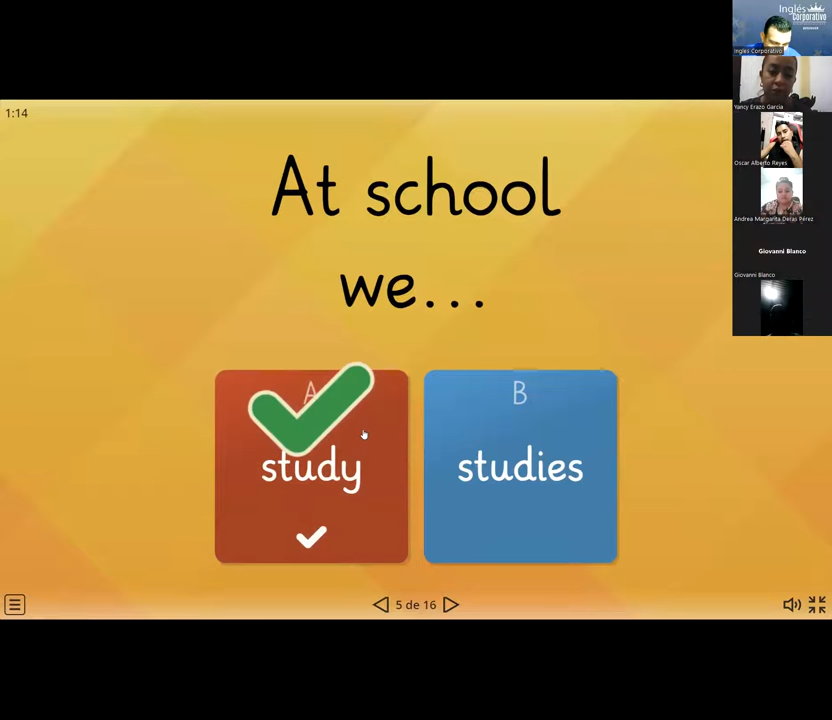 1:14
At school
we...
A
study
B
studies
5 de 16
Inglés
Corporativo
Inglés Corporativo
Yancy Erazo Garcia
Oscar Alberto Reyes
Andrea Margarita Deras Pérez
Giovanni Blanco
Giovanni Blanco